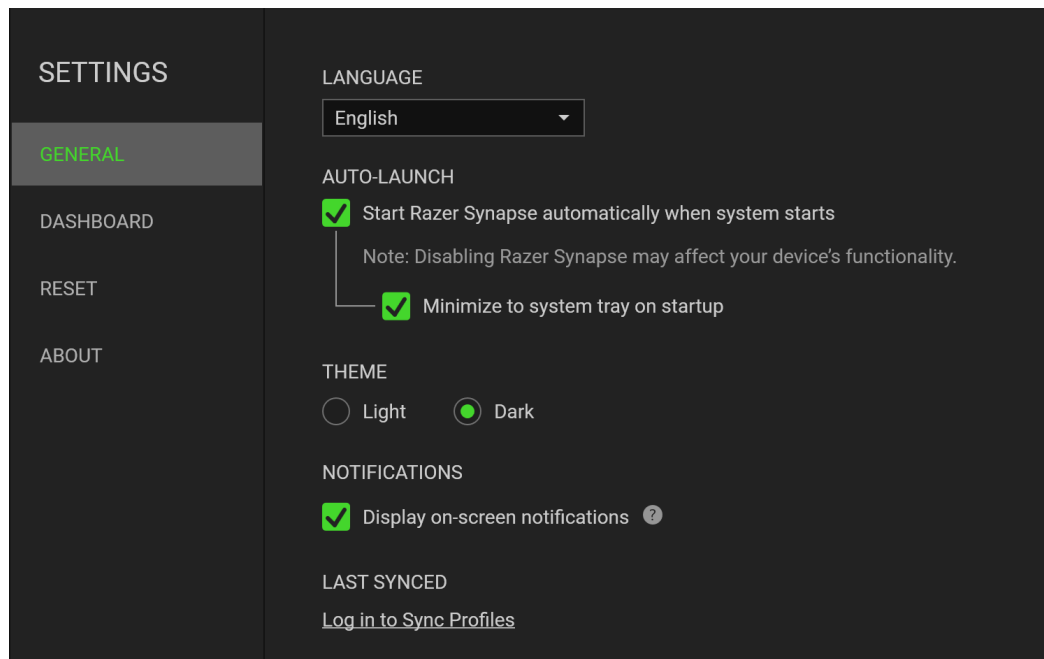 SETTINGS
GENERAL
DASHBOARD
RESET
ABOUT
LANGUAGE
English
AUTO-LAUNCH
Start Razer Synapse automatically when system starts
Note: Disabling Razer Synapse may affect your device’s functionality.
Minimize to system tray on startup
THEME
Light
Dark
NOTIFICATIONS
Display on-screen notifications ?
LAST SYNCED
Log in to Sync Profiles